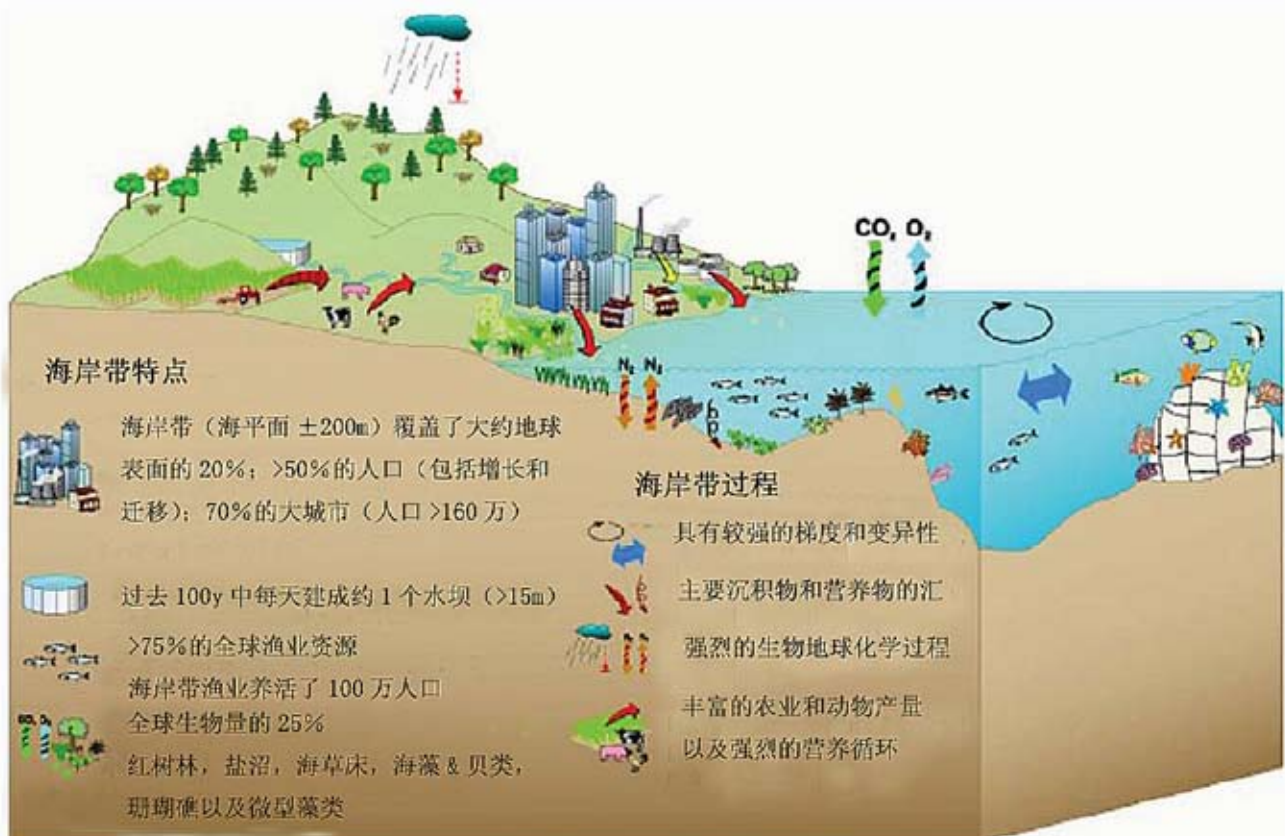 CO₂ O₂
N₂ N₂
海岸带特点
海岸带（海平面 ±200m）覆盖了大约地球
表面的 20%；>50%的人口（包括增长和
迁移）；70%的大城市（人口 >160 万）
过去 100y 中每天建成约 1 个水坝（>15m）
>75%的全球渔业资源
海岸带渔业养活了 100 万人口
全球生物量的 25%
红树林，盐沼，海草床，海藻 & 贝类，
珊瑚礁以及微型藻类
海岸带过程
具有较强的梯度和变异性
主要沉积物和营养物的汇
强烈的生物地球化学过程
丰富的农业和动物产量
以及强烈的营养循环